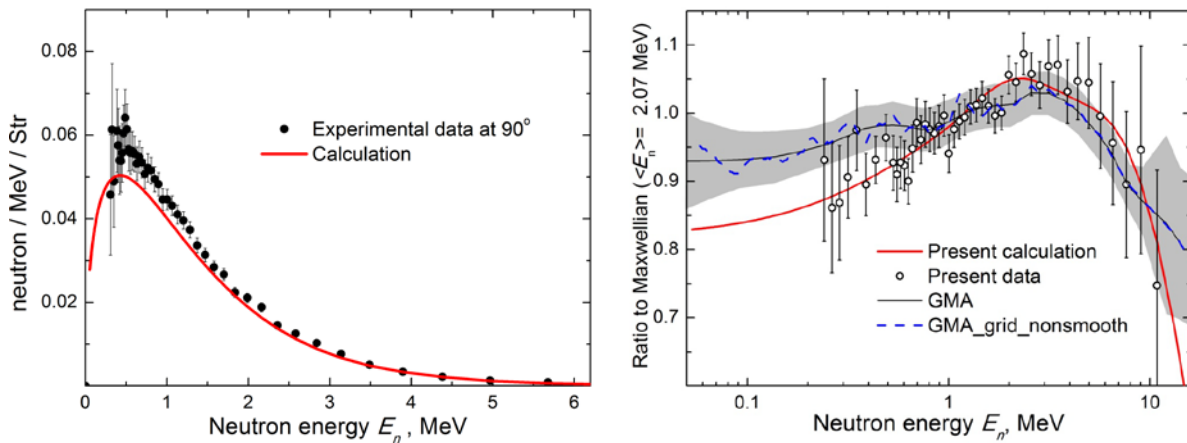 0.08
0.06
0.04
0.02
neutron / MeV / Str
Experimental data at 90°
Calculation
0 1 2 3 4 5 6
Neutron energy E_n , MeV
1.1
1.0
0.9
0.8
0.7
Ratio to Maxwellian (<E_n>= 2.07 MeV)
Present calculation
Present data
GMA
GMA_grid_nonsmooth
0.1 1 10
Neutron energy E_n, MeV